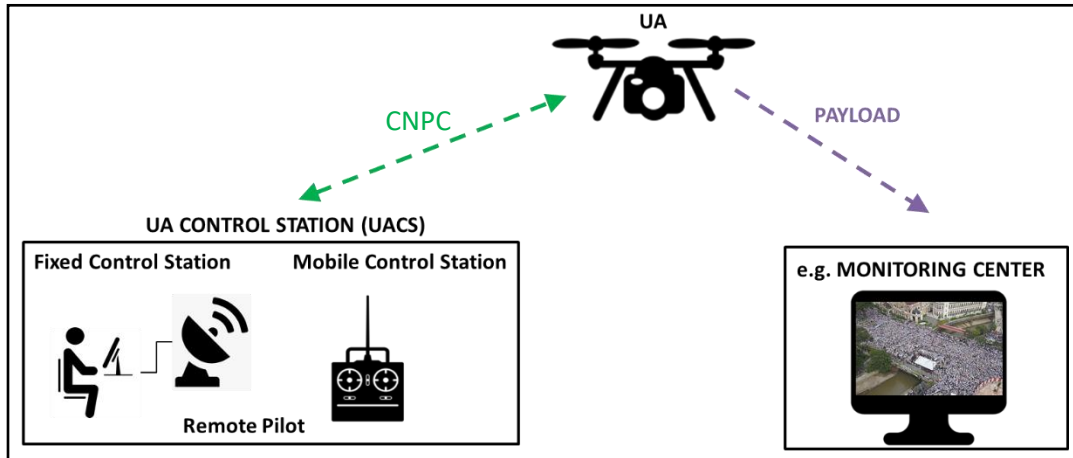 UA
CNPC
PAYLOAD
UA CONTROL STATION (UACS)
Fixed Control Station
Mobile Control Station
Remote Pilot
e.g. MONITORING CENTER